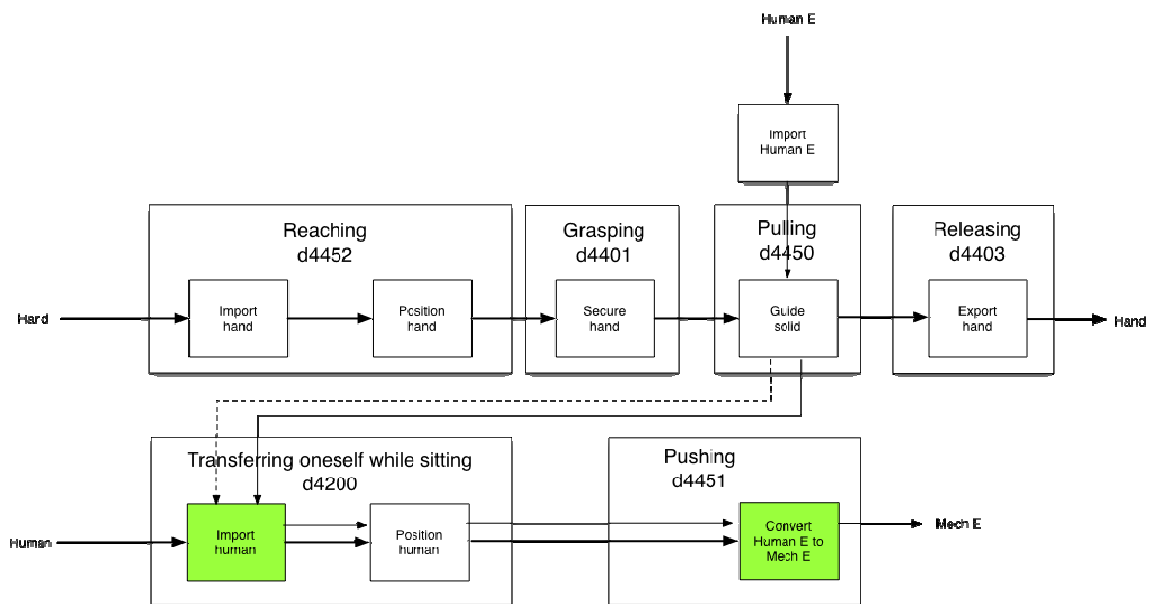 Human E
Import
Human E
Reaching
d4452
Grasping
d4401
Pulling
d4450
Releasing
d4403
Hand
Import
hand
Position
hand
Secure
hand
Guide
solid
Export
hand
Hand
Transferring oneself while sitting
d4200
Pushing
d4451
Human
Import
human
Position
human
Convert
Human E to
Mech E
Mech E